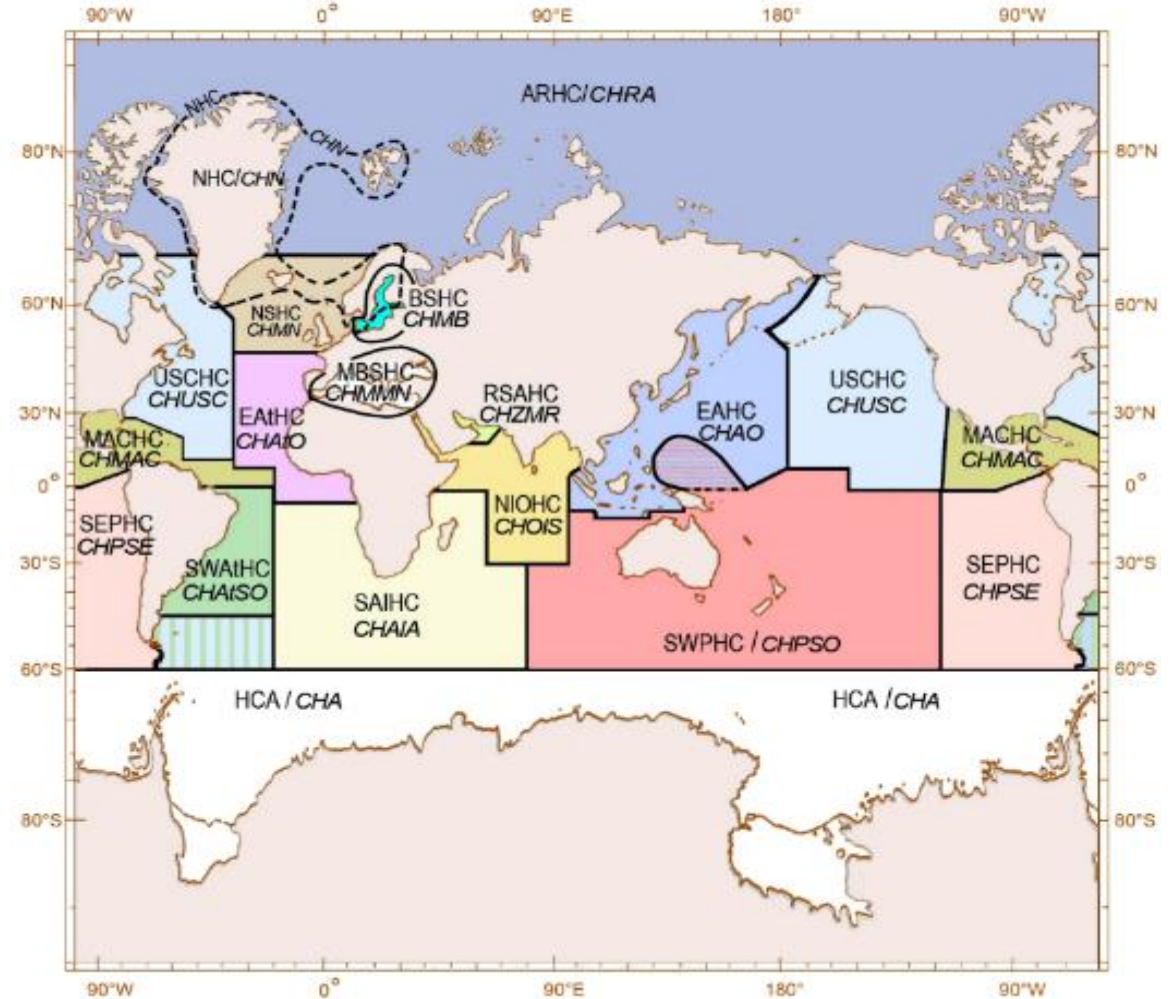 90°W 0° 90°E 180° 90°W
ARHC/CHRA
NHC
CHN
80°N 80°N
NHC/CHN
60°N 60°N
BSHC
CHMB
NSHC
CHMN
MBSHC
CHMMN
USCHC
CHUSC
RSAHC
CHZMR
USCHC
CHUSC
30°N 30°N
EAtHC
CHAtO
EAHC
CHAO
MACHC
CHMAC
MACHC
CHMAC
0° 0°
NIOHC
CHOIS
SEPHC
CHPSE
30°S 30°S
SWAtHC
CHAtSO
SEPHC
CHPSE
SAIHC
CHAIA
SWPHC / CHPSO
60°S 60°S
HCA / CHA HCA / CHA
80°S 80°S
90°W 0° 90°E 180° 90°W